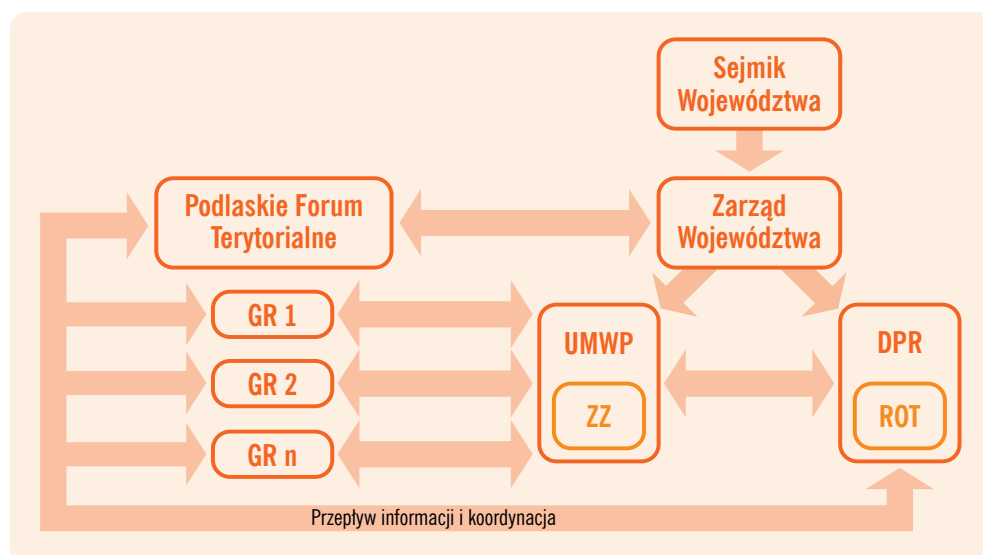 Sejmik
Województwa
Podlaskie Forum
Terytorialne
Zarząd
Województwa
GR 1
GR 2
GR n
UMWP
ZZ
DPR
ROT
Przepływ informacji i koordynacja